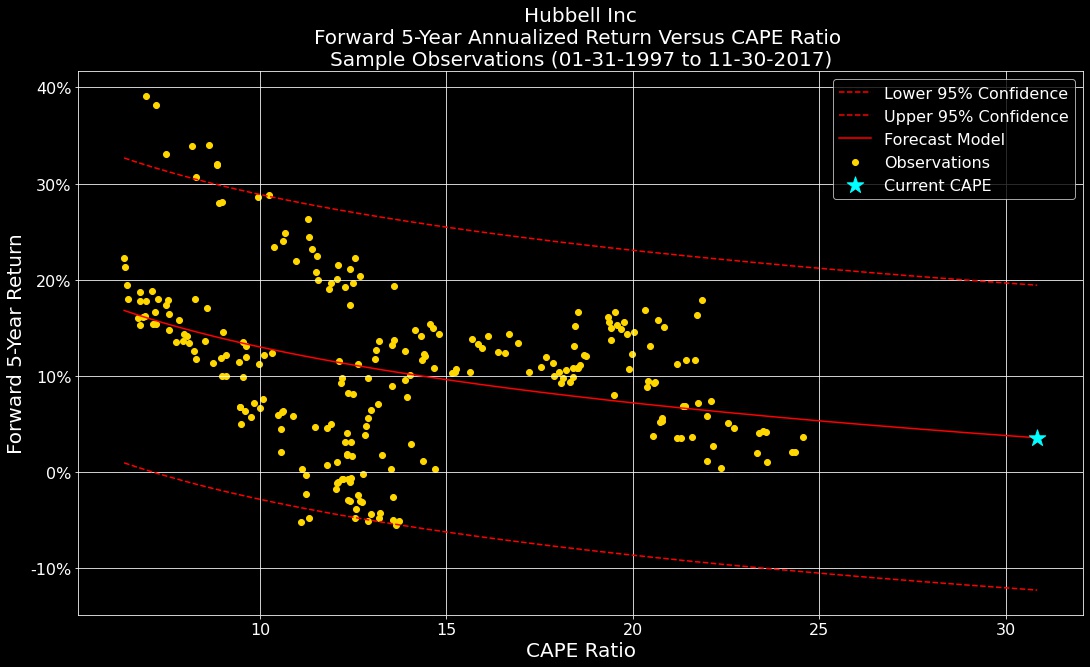 Hubbell Inc
Forward 5-Year Annualized Return Versus CAPE Ratio
Sample Observations (01-31-1997 to 11-30-2017)
Lower 95% Confidence
Upper 95% Confidence
Forecast Model
Observations
Current CAPE
Forward 5-Year Return
40%
30%
20%
10%
0%
-10%
10
15
20
25
30
CAPE Ratio